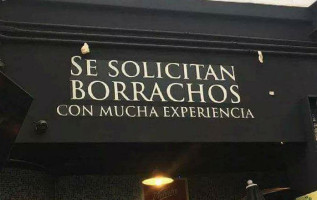 SE SOLICITAN
BORRACHOS
CON MUCHA EXPERIENCIA